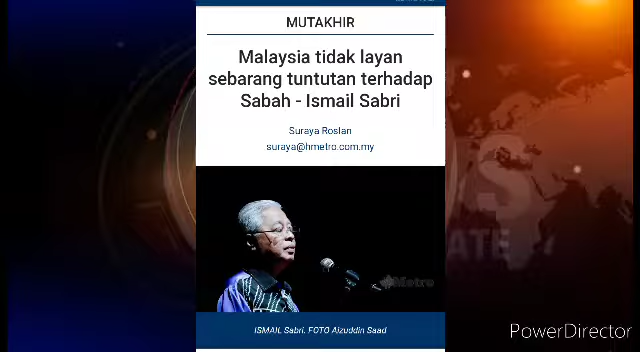 MUTAKHIR
Malaysia tidak layan
sebarang tuntutan terhadap
Sabah - Ismail Sabri
Suraya Roslan
suraya@hmetro.com.my
Metro
ISMAIL Sabri. FOTO Aizuddin Saad
PowerDirector